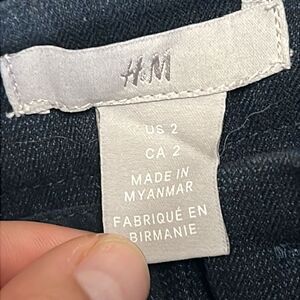 H&M
US 2
CA 2
MADE IN
MYANMAR
FABRIQUÉ EN
BIRMANIE